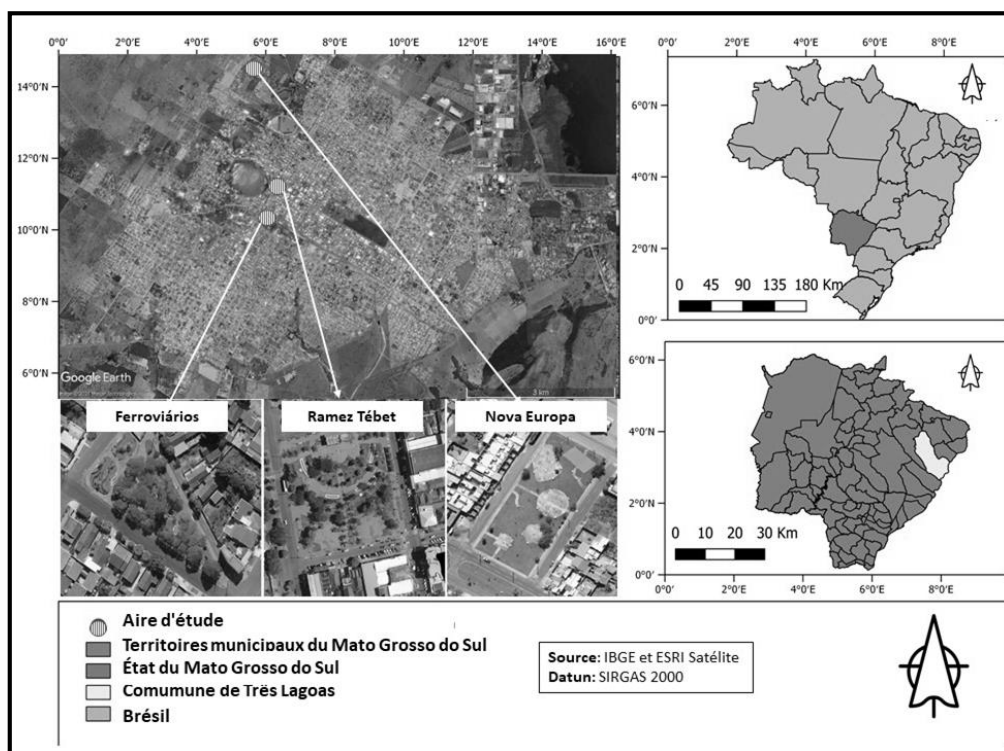 0°0′ 2°0′E 4°0′E 6°0′E 8°0′E 10°0′E 12°0′E 14°0′E 16°0′E
14°0′N
12°0′N
10°0′N
8°0′N
6°0′N
Google Earth
3 km
Ferroviários
Ramez Tébet
Nova Europa
0°0′ 2°0′E 4°0′E 6°0′E 8°0′E
6°0′N
4°0′N
2°0′N
0°0′
0 45 90 135 180 Km
6°0′N
4°0′N
2°0′N
0°0′
0 10 20 30 Km
0°0′ 2°0′E 4°0′E 6°0′E 8°0′E
Aire d'étude
Territoires municipaux du Mato Grosso do Sul
État du Mato Grosso do Sul
Comumune de Três Lagoas
Brésil
Source: IBGE et ESRI Satélite
Datun: SIRGAS 2000